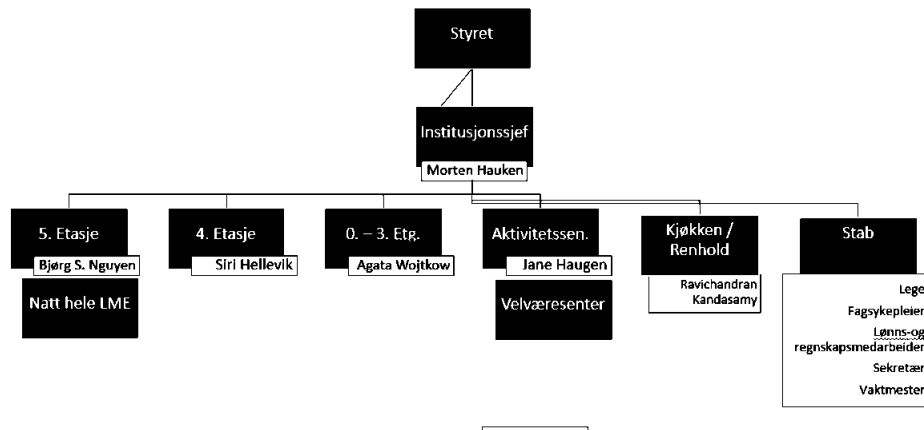 Styret
Institusjonssjef
Morten Hauken
5. Etasje
Bjørg S. Nguyen
Natt hele LME
4. Etasje
Siri Hellevik
0. – 3. Etg.
Agata Wojtkow
Aktivitetssen.
Jane Haugen
Velværesenter
Kjøkken /
Renhold
Ravichandran
Kandasamy
Stab
Lege
Fagsykepleier
Lønns-og
regnskapsmedarbeider
Sekretær
Vaktmester